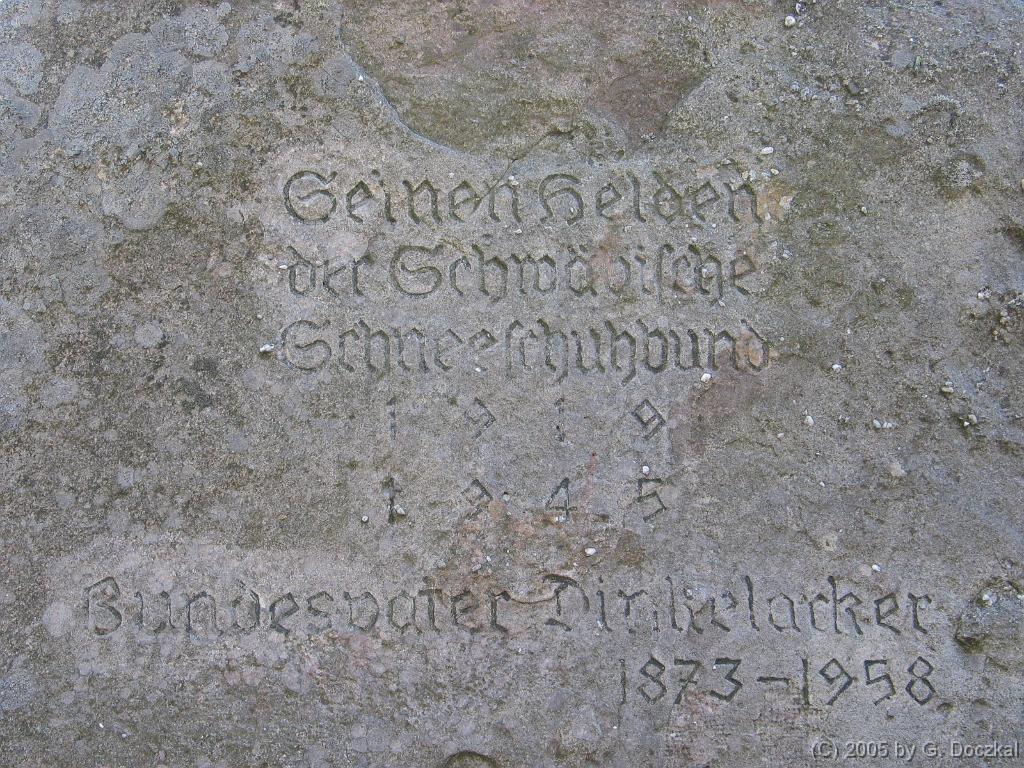 Seinen Helden
der Schwäbische
Schneeschuhbund
1919
1945
Bundesvater Dinkelacker
1873-1958
(C) 2005 by G. Doczkal